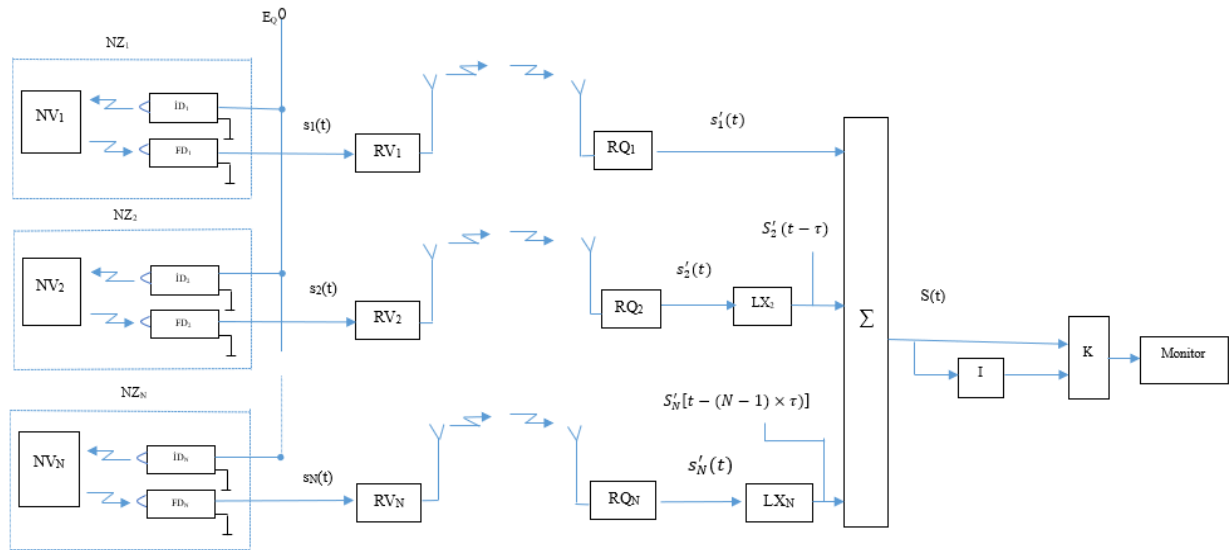 E_Q
NZ₁
NV₁
İD₁
FD₁
s₁(t)
RV₁
RQ₁
s′₁(t)
NZ₂
NV₂
İD₂
FD₂
s₂(t)
RV₂
RQ₂
s′₂(t)
LX₂
S′₂(t − τ)
Σ
S(t)
I
K
Monitor
NZ_N
NV_N
İD_N
FD_N
s_N(t)
RV_N
RQ_N
s′_N(t)
LX_N
S′_N[t − (N − 1) × τ)]